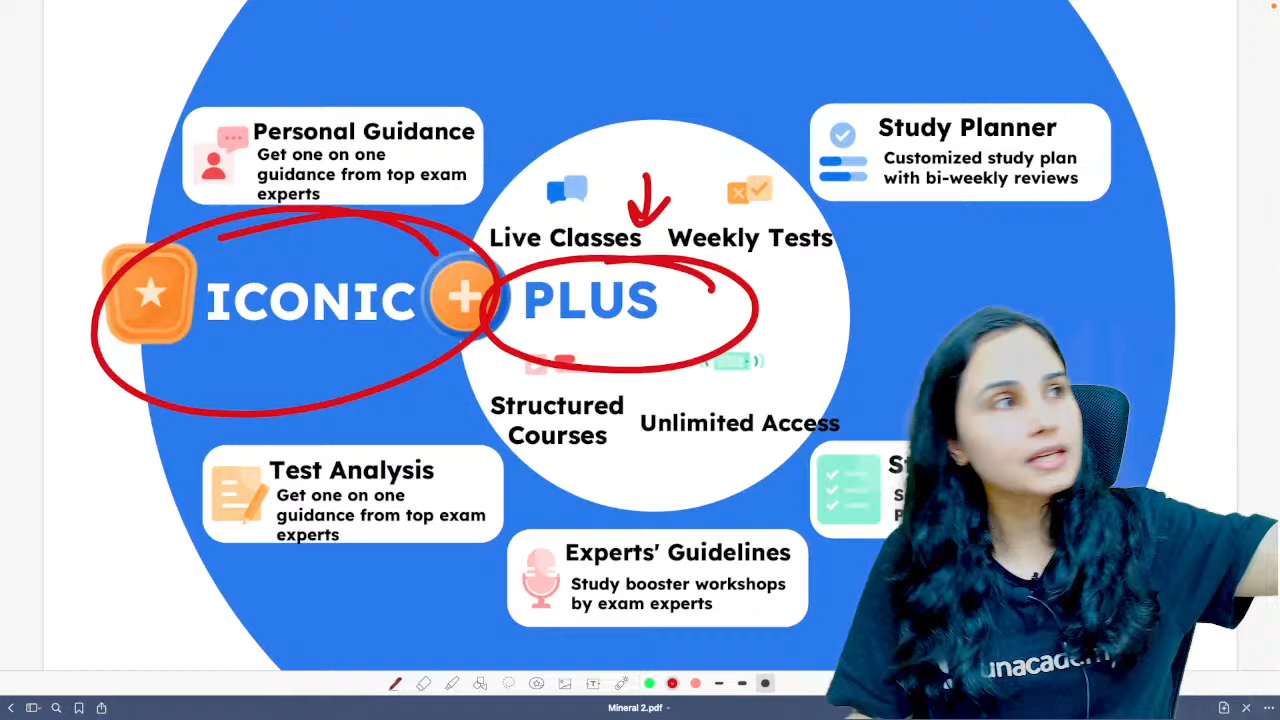 Personal Guidance
Get one on one
guidance from top exam
experts
Study Planner
Customized study plan
with bi-weekly reviews
Live Classes
Weekly Tests
ICONIC
PLUS
Structured
Courses
Unlimited Access
Test Analysis
Get one on one
guidance from top exam
experts
Experts' Guidelines
Study booster workshops
by exam experts
unacademy
Mineral 2.pdf